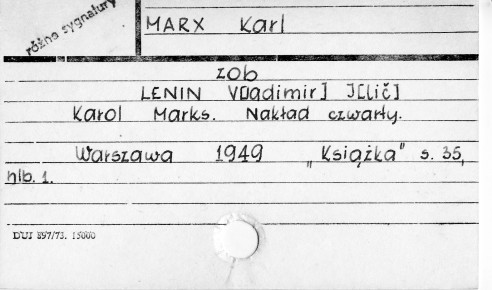 różne sygnatury
MARX Karl
zob
LENIN V[ladimir] I[lič]
Karol Marks. Nakład czwarty.
Warszawa 1949 „Książka" s. 35,
nlb. 1.
DUJ 897/73. 15000